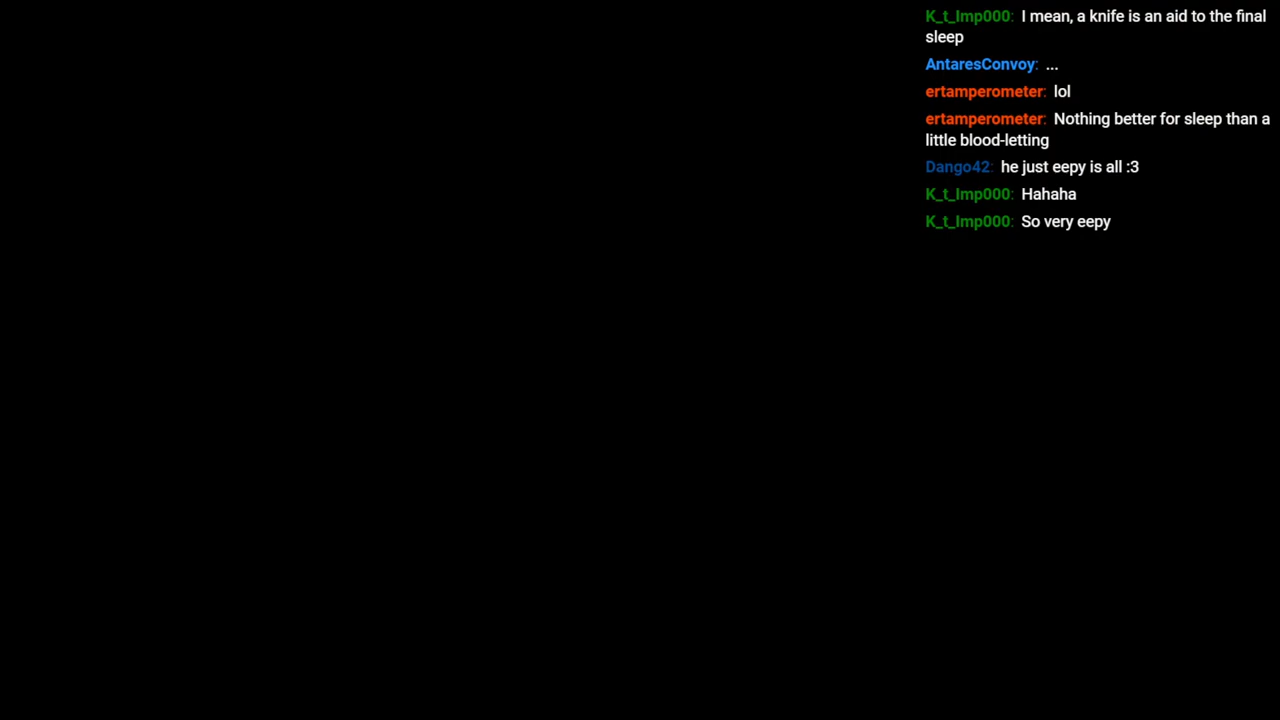 K_t_Imp000: I mean, a knife is an aid to the final
sleep
AntaresConvoy: ...
ertamperometer: lol
ertamperometer: Nothing better for sleep than a
little blood-letting
Dango42: he just eepy is all :3
K_t_Imp000: Hahaha
K_t_Imp000: So very eepy